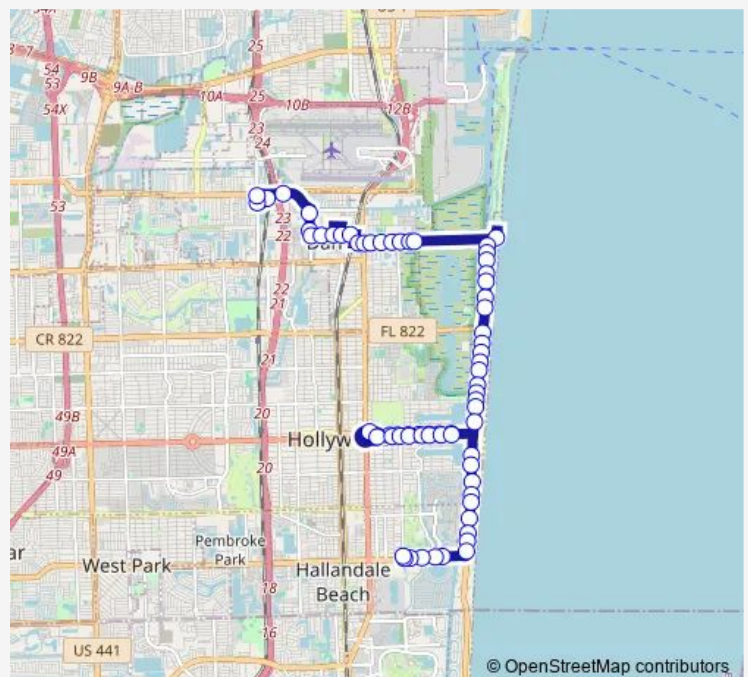 25
7
54
53
9B
9A-B
54X
10A
25
10B
12B
23
24
53
23
22
22
21
CR 822
FL 822
21
49B
20
49A
49
Hollyw
20
ar
West Park
Pembroke
Park
Hallandale
Beach
18
16
US 441
© OpenStreetMap contributors